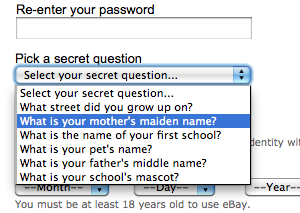 Re-enter your password
Pick a secret question
Select your secret question...
Select your secret question...
What street did you grow up on?
What is your mother's maiden name?
What is the name of your first school?
What is your pet's name?
What is your father's middle name?
What is your school's mascot?
dentity wit
--Month-- --Day-- --Year-
You must be at least 18 years old to use eBay.